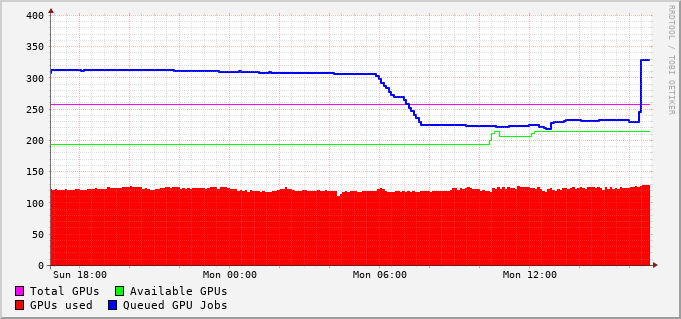 400
350
300
250
200
150
100
50
0
Sun 18:00 Mon 00:00 Mon 06:00 Mon 12:00
Total GPUs Available GPUs
GPUs used Queued GPU Jobs
RRDTOOL / TOBI OETIKER